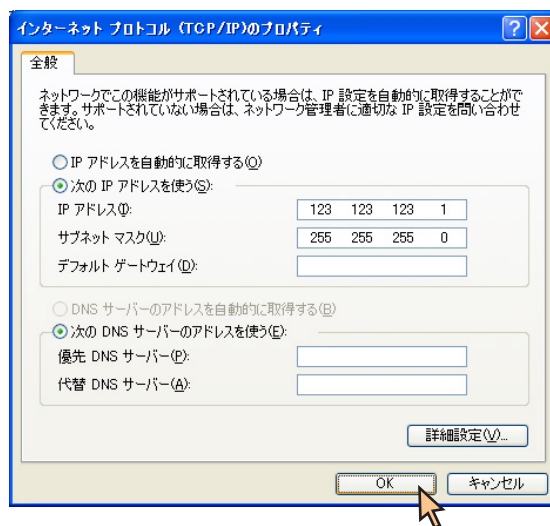 インターネット プロトコル (TCP/IP)のプロパティ
全般
ネットワークでこの機能がサポートされている場合は、IP 設定を自動的に取得することがで
きます。サポートされていない場合は、ネットワーク管理者に適切な IP 設定を問い合わせ
てください。
IP アドレスを自動的に取得する(O)
次の IP アドレスを使う(S):
IP アドレス(I): 123 123 123 1
サブネット マスク(U): 255 255 255 0
デフォルト ゲートウェイ(D):
DNS サーバーのアドレスを自動的に取得する(B)
次の DNS サーバーのアドレスを使う(E):
優先 DNS サーバー(P):
代替 DNS サーバー(A):
詳細設定(V)...
OK キャンセル